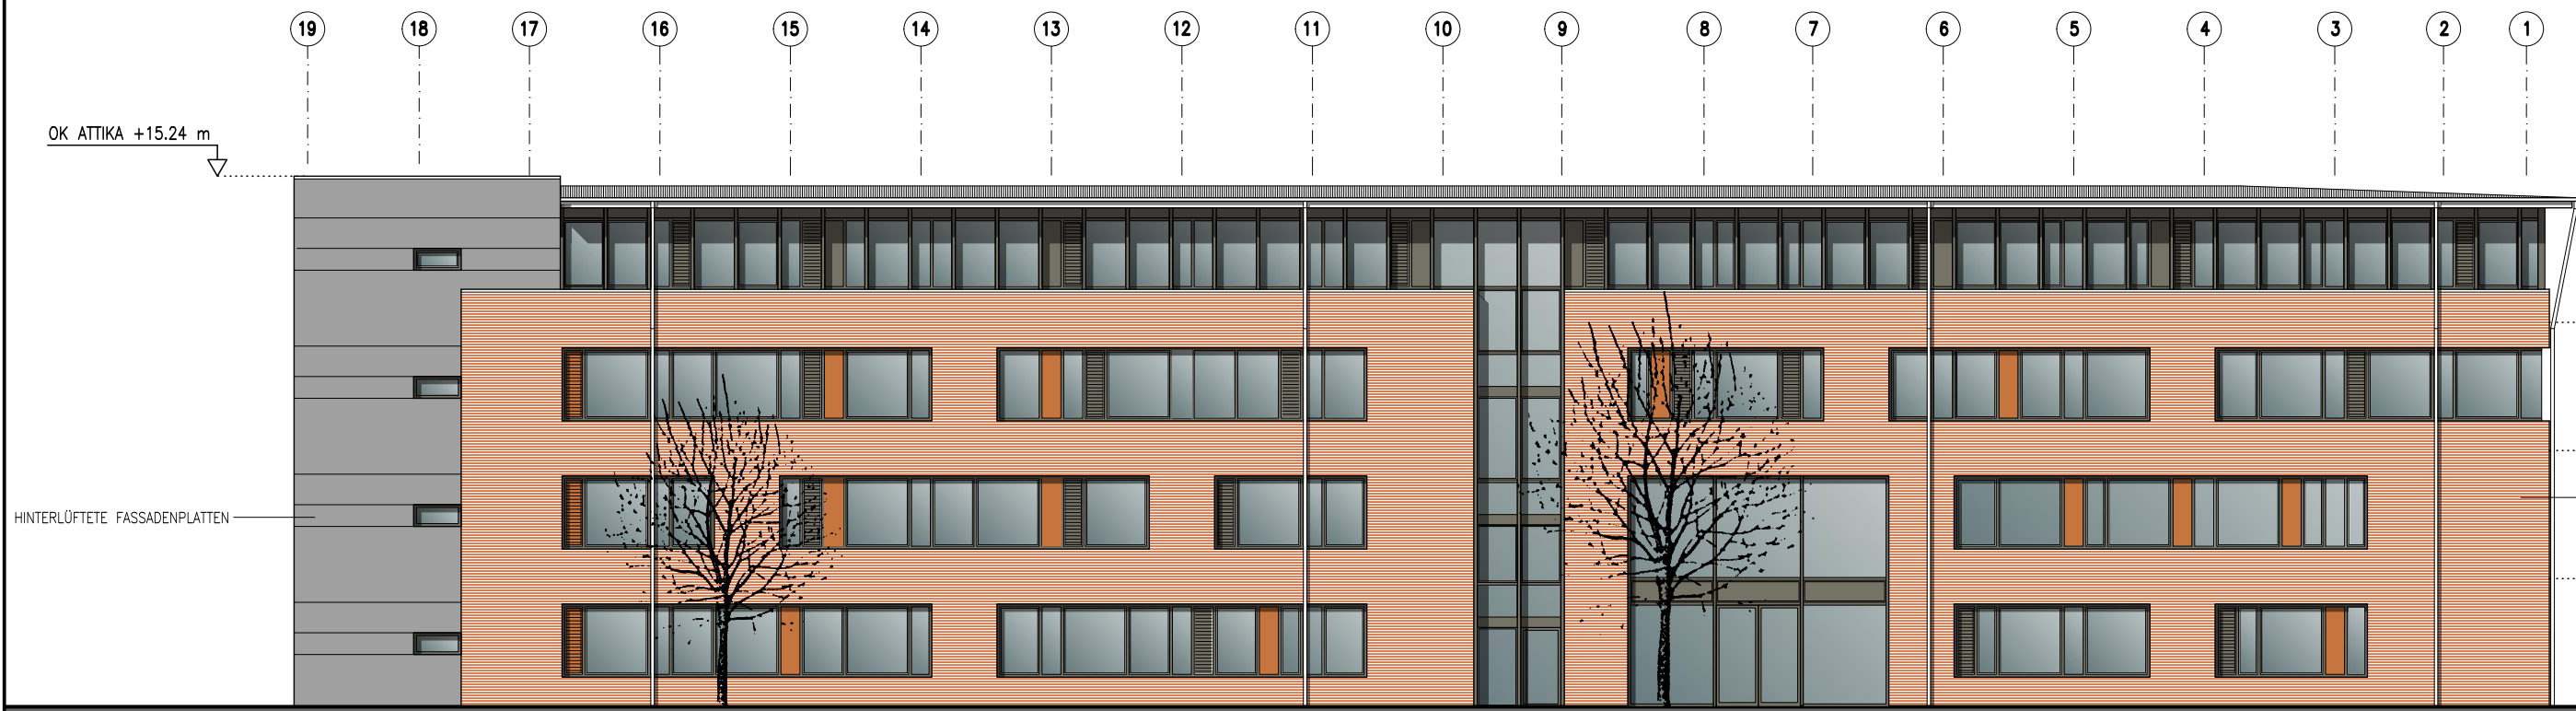 19 18 17 16 15 14 13 12 11 10 9 8 7 6 5 4 3 2 1
OK ATTIKA +15.24 m
HINTERLÜFTETE FASSADENPLATTEN